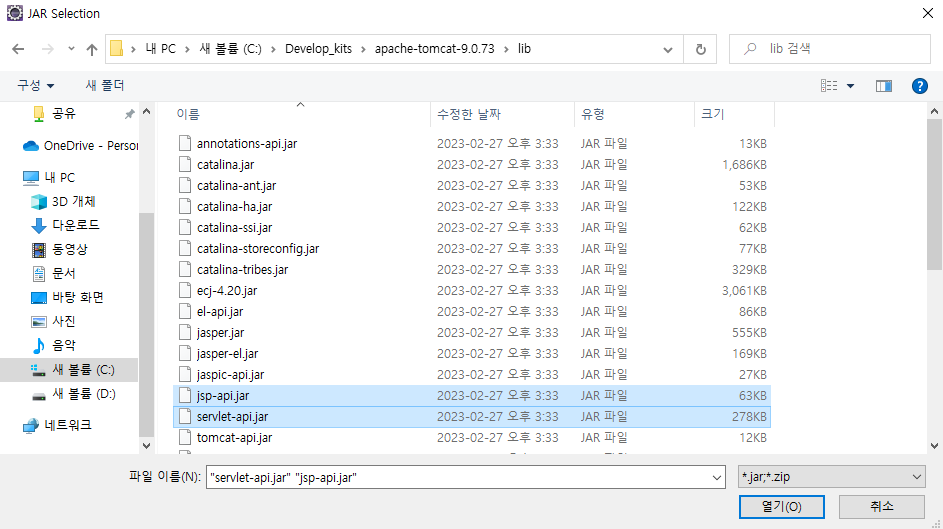 JAR Selection
내 PC > 새 볼륨 (C:) > Develop_kits > apache-tomcat-9.0.73 > lib
lib 검색
구성 새 폴더
이름 수정한 날짜 유형 크기
공유
OneDrive - Person
내 PC
3D 개체
다운로드
동영상
문서
바탕 화면
사진
음악
새 볼륨 (C:)
새 볼륨 (D:)
네트워크
annotations-api.jar 2023-02-27 오후 3:33 JAR 파일 13KB
catalina.jar 2023-02-27 오후 3:33 JAR 파일 1,686KB
catalina-ant.jar 2023-02-27 오후 3:33 JAR 파일 53KB
catalina-ha.jar 2023-02-27 오후 3:33 JAR 파일 122KB
catalina-ssi.jar 2023-02-27 오후 3:33 JAR 파일 62KB
catalina-storeconfig.jar 2023-02-27 오후 3:33 JAR 파일 77KB
catalina-tribes.jar 2023-02-27 오후 3:33 JAR 파일 329KB
ecj-4.20.jar 2023-02-27 오후 3:33 JAR 파일 3,061KB
el-api.jar 2023-02-27 오후 3:33 JAR 파일 86KB
jasper.jar 2023-02-27 오후 3:33 JAR 파일 555KB
jasper-el.jar 2023-02-27 오후 3:33 JAR 파일 169KB
jaspic-api.jar 2023-02-27 오후 3:33 JAR 파일 27KB
jsp-api.jar 2023-02-27 오후 3:33 JAR 파일 63KB
servlet-api.jar 2023-02-27 오후 3:33 JAR 파일 278KB
tomcat-api.jar 2023-02-27 오후 3:33 JAR 파일 12KB
파일 이름(N): "servlet-api.jar" "jsp-api.jar" *.jar;*.zip
열기(O) 취소